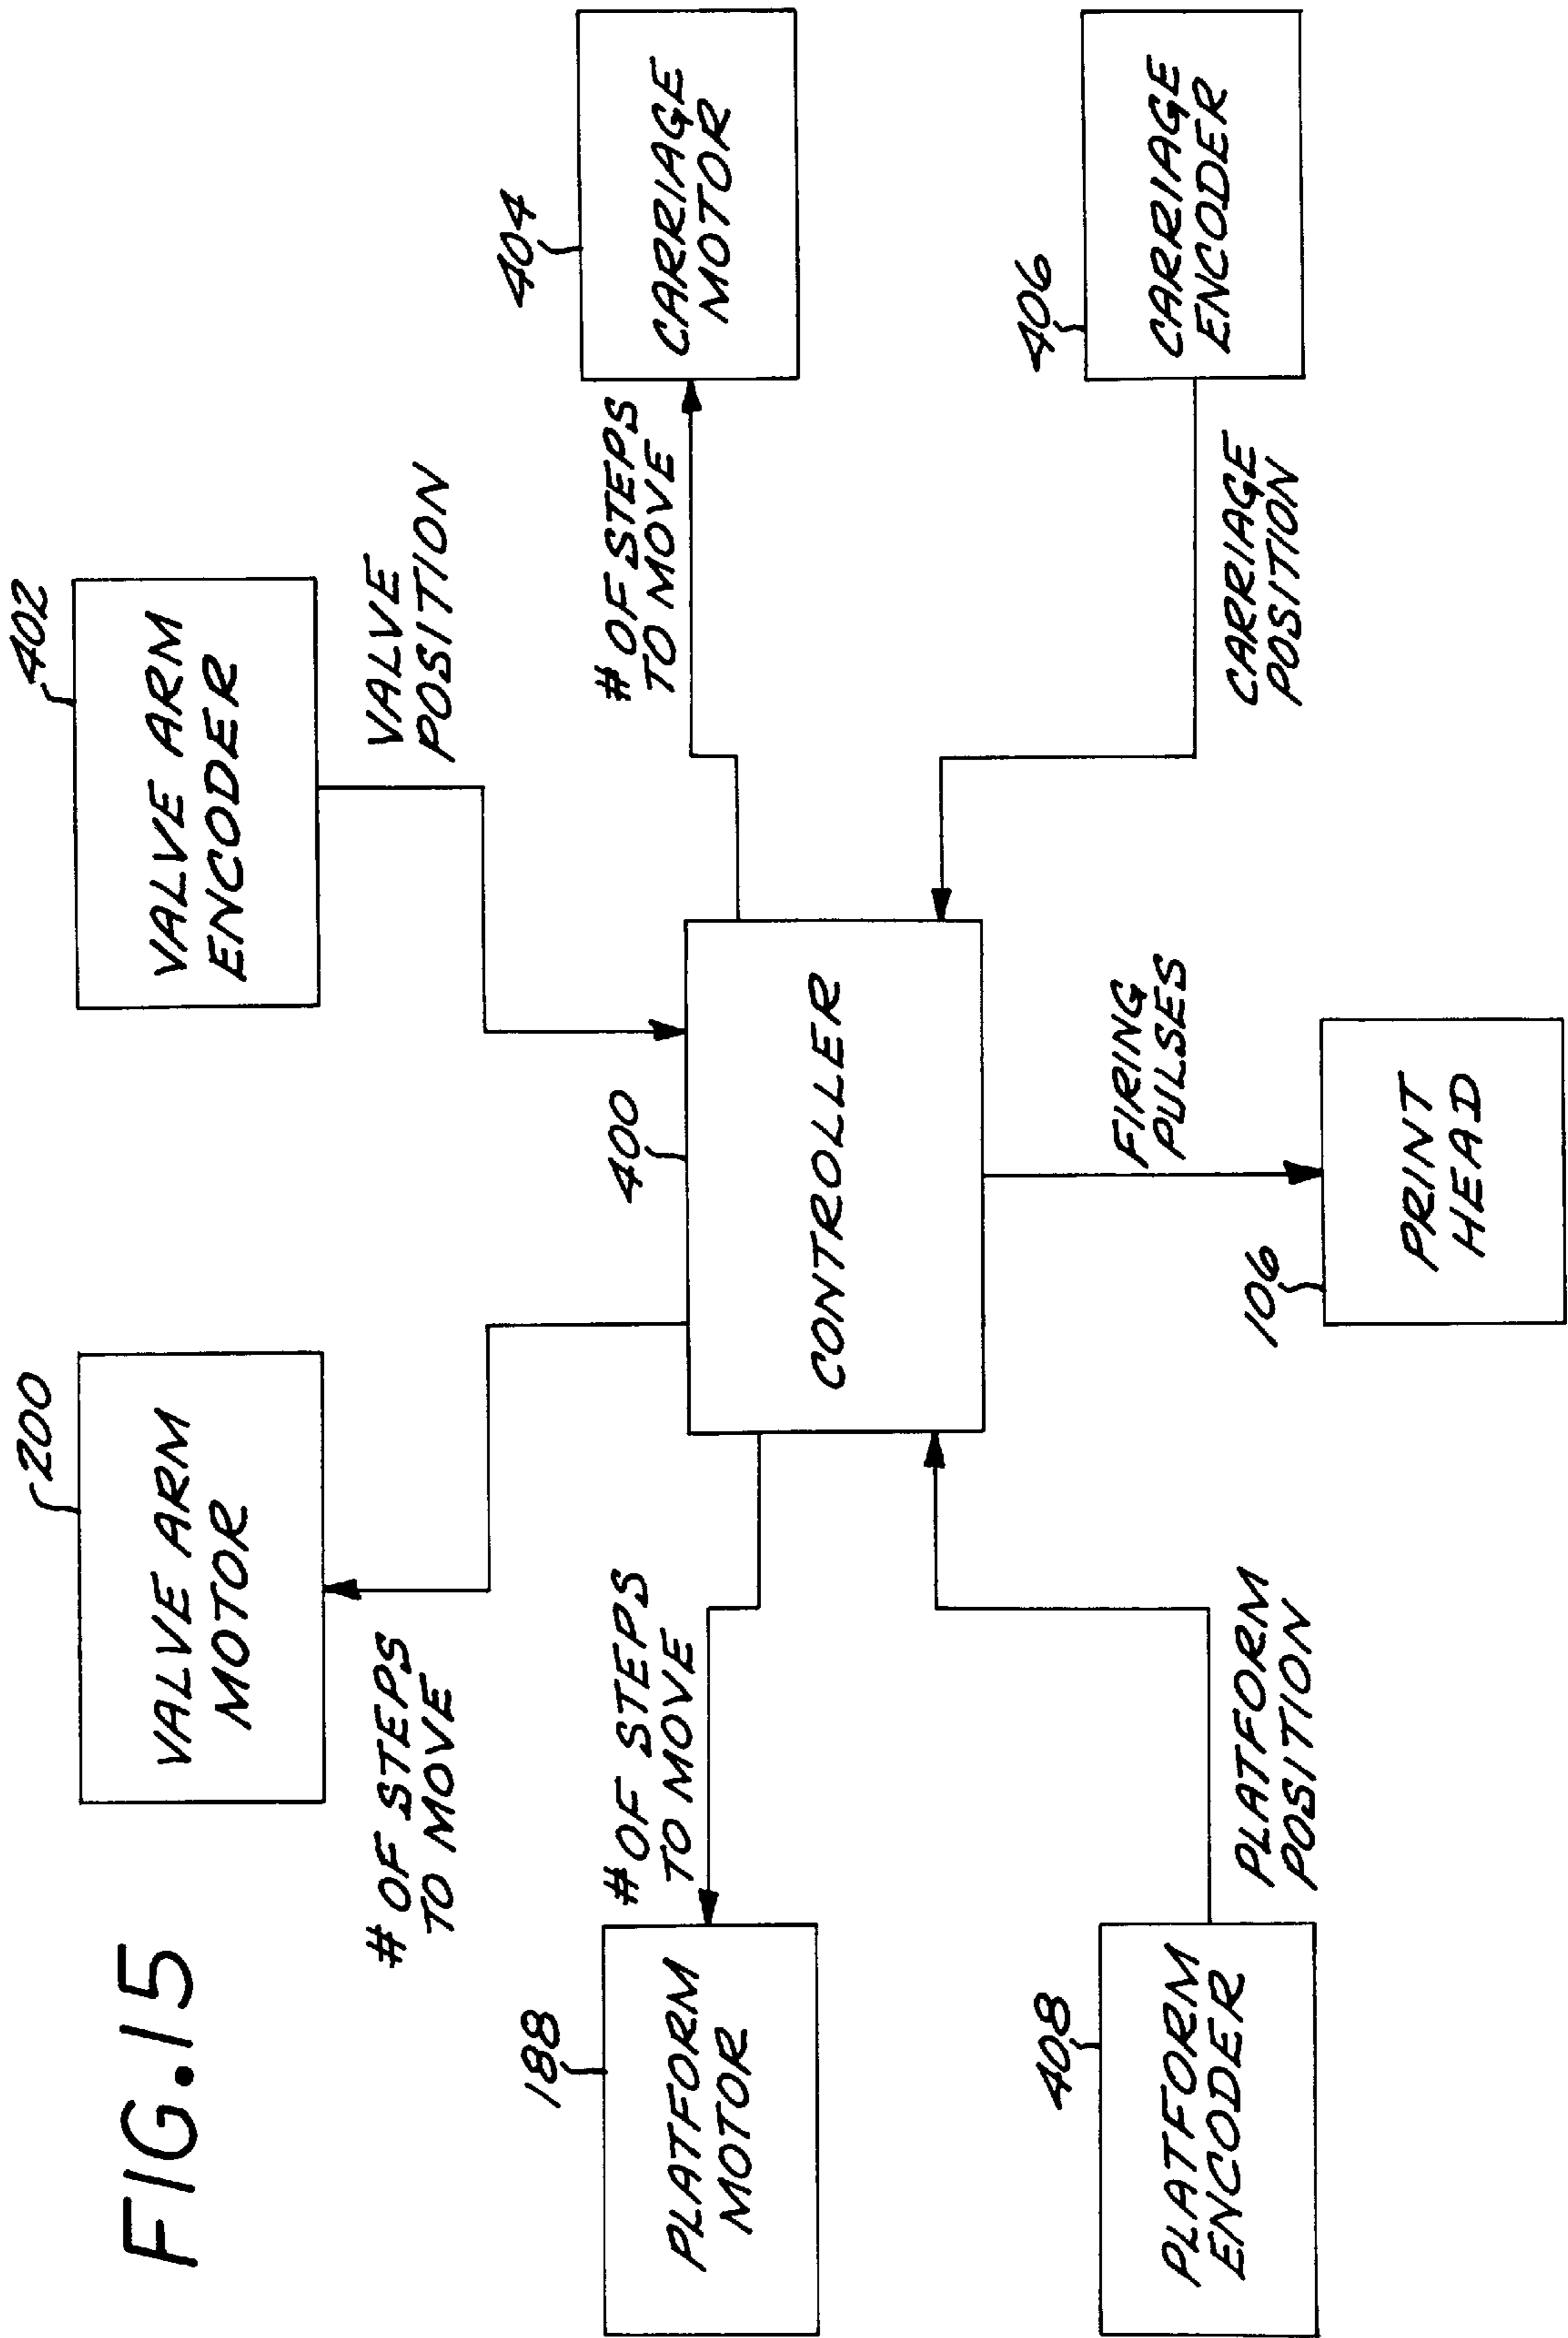 FIG. 15
200
VALVE ARM
MOTOR
402
VALVE ARM
ENCODER
# OF STEPS
TO MOVE
VALVE
POSITION
188
PLATFORM
MOTOR
# OF STEPS
TO MOVE
400
CONTROLLER
# OF STEPS
TO MOVE
404
CARRIAGE
MOTOR
408
PLATFORM
ENCODER
PLATFORM
POSITION
FIRING
PULSES
106
PRINT
HEAD
CARRIAGE
POSITION
406
CARRIAGE
ENCODER